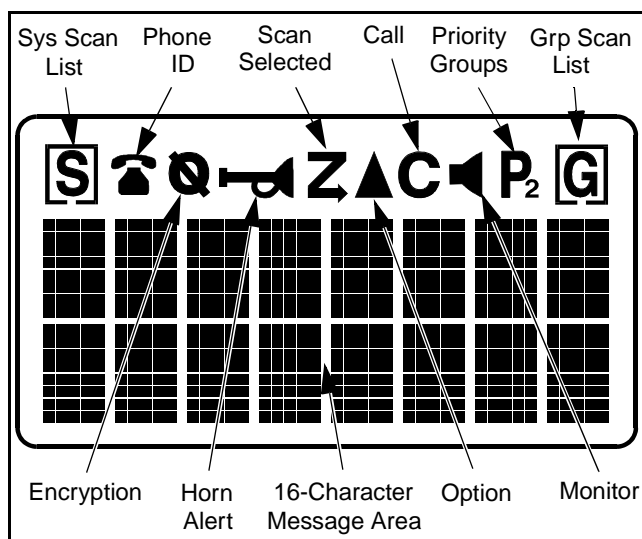 Sys Scan List
Phone ID
Scan Selected
Call
Priority Groups
Grp Scan List
S
Z
C
P2
G
Encryption
Horn Alert
16-Character Message Area
Option
Monitor